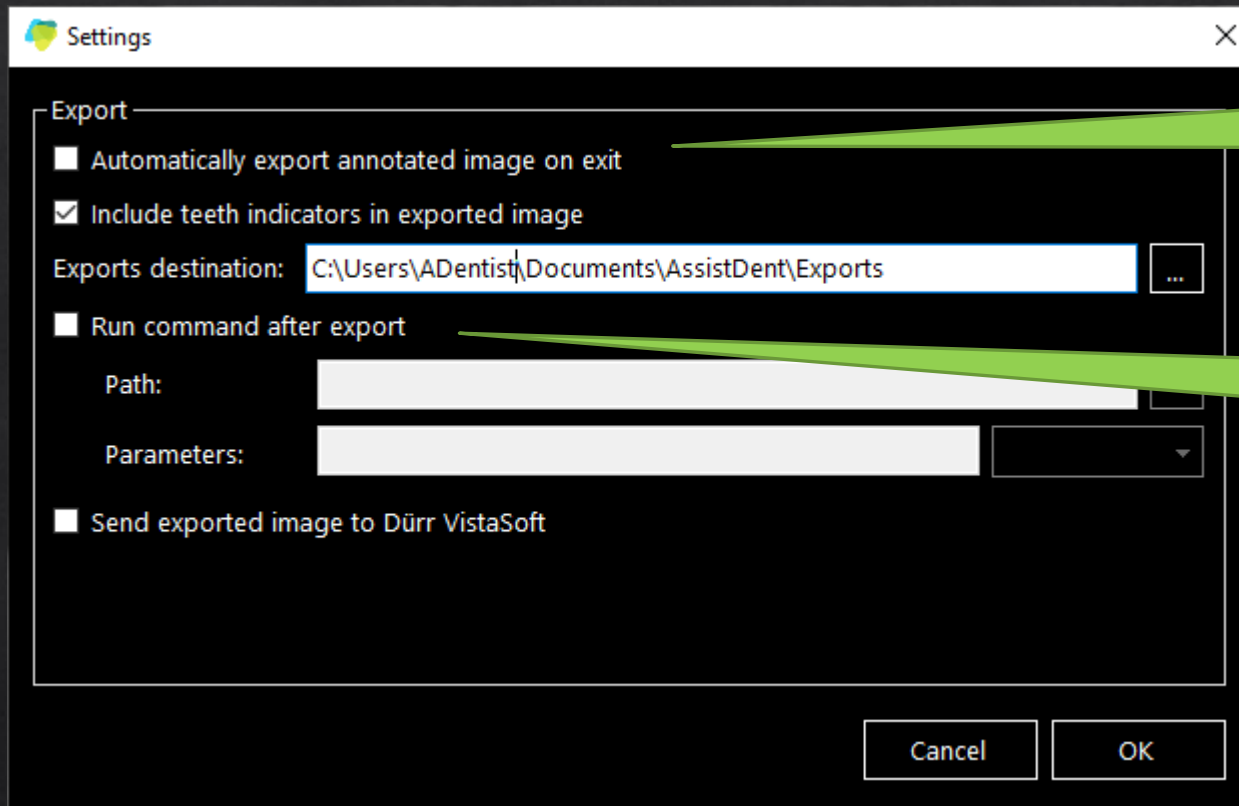 Settings
Export
Automatically export annotated image on exit
Include teeth indicators in exported image
Exports destination: C:\Users\ADentist\Documents\AssistDent\Exports ...
Run command after export
Path:
Parameters:
Send exported image to Dürr VistaSoft
Cancel OK